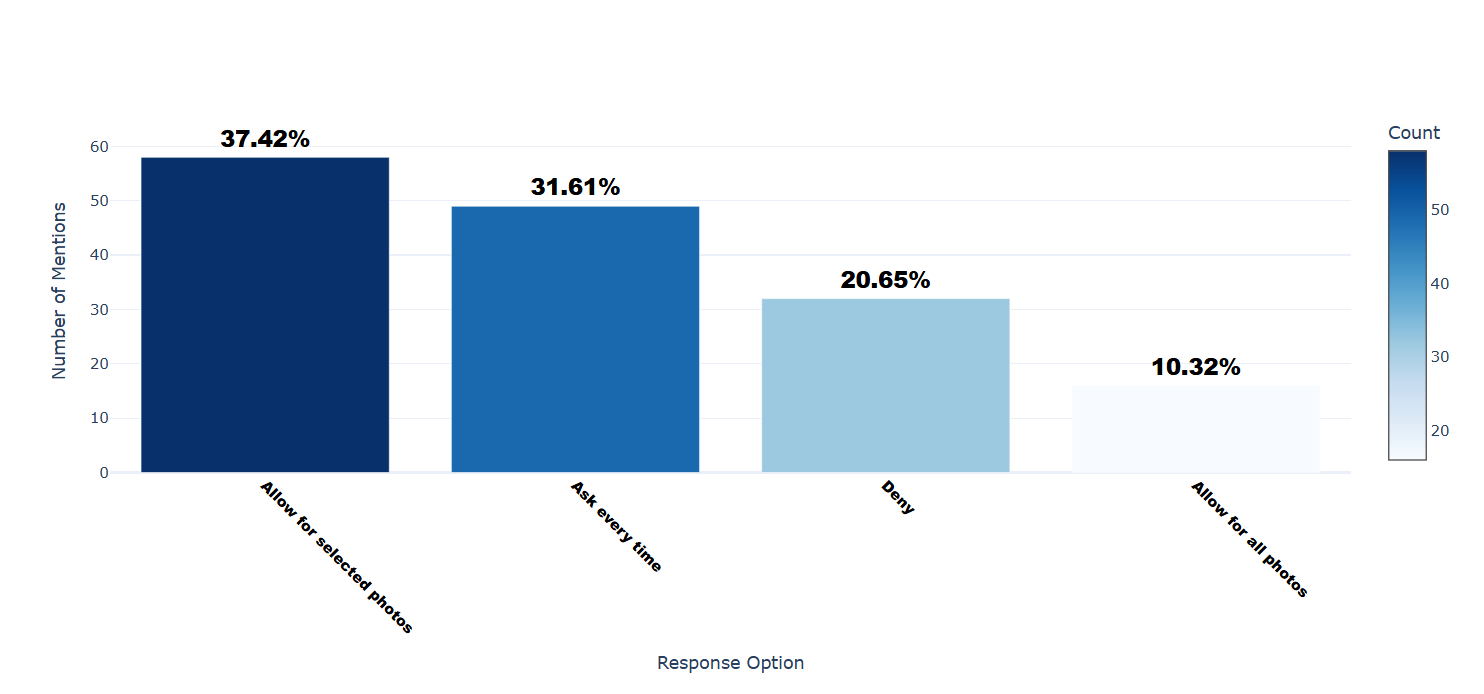 37.42%
31.61%
20.65%
10.32%
Number of Mentions
60
50
40
30
20
10
0
Allow for selected photos
Ask every time
Deny
Allow for all photos
Response Option
Count
50
40
30
20